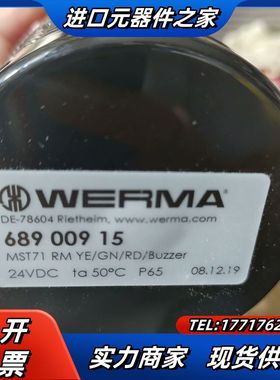 进口元器件之家
WERMA
DE-78604 Rietheim, www.werma.com
689 009 15
MST71 RM YE/GN/RD/Buzzer
24VDC ta 50°C P65 08.12.19
可开
发票
TEL:1771762
实力商家 现货供